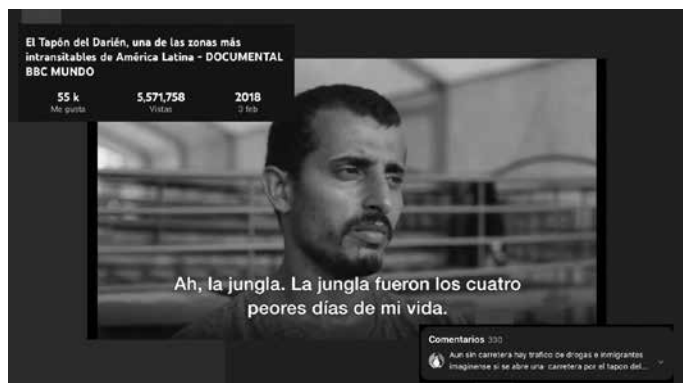 El Tapón del Darién, una de las zonas más
intransitables de América Latina - DOCUMENTAL
BBC MUNDO
55 k 5,571,758 2018
Me gusta Vistas 3 feb
Ah, la jungla. La jungla fueron los cuatro
peores días de mi vida.
Comentarios 330
Aun sin carretera hay trafico de drogas e inmigrantes
imaginense si se abre una carretera por el tapon del...